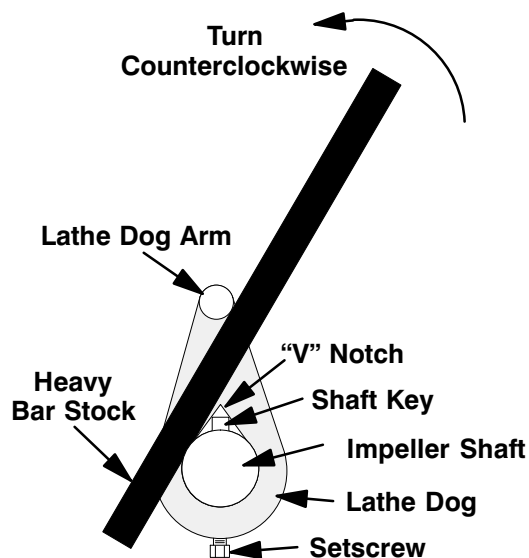 Turn
Counterclockwise
Lathe Dog Arm
“V” Notch
Heavy
Bar Stock
Shaft Key
Impeller Shaft
Lathe Dog
Setscrew